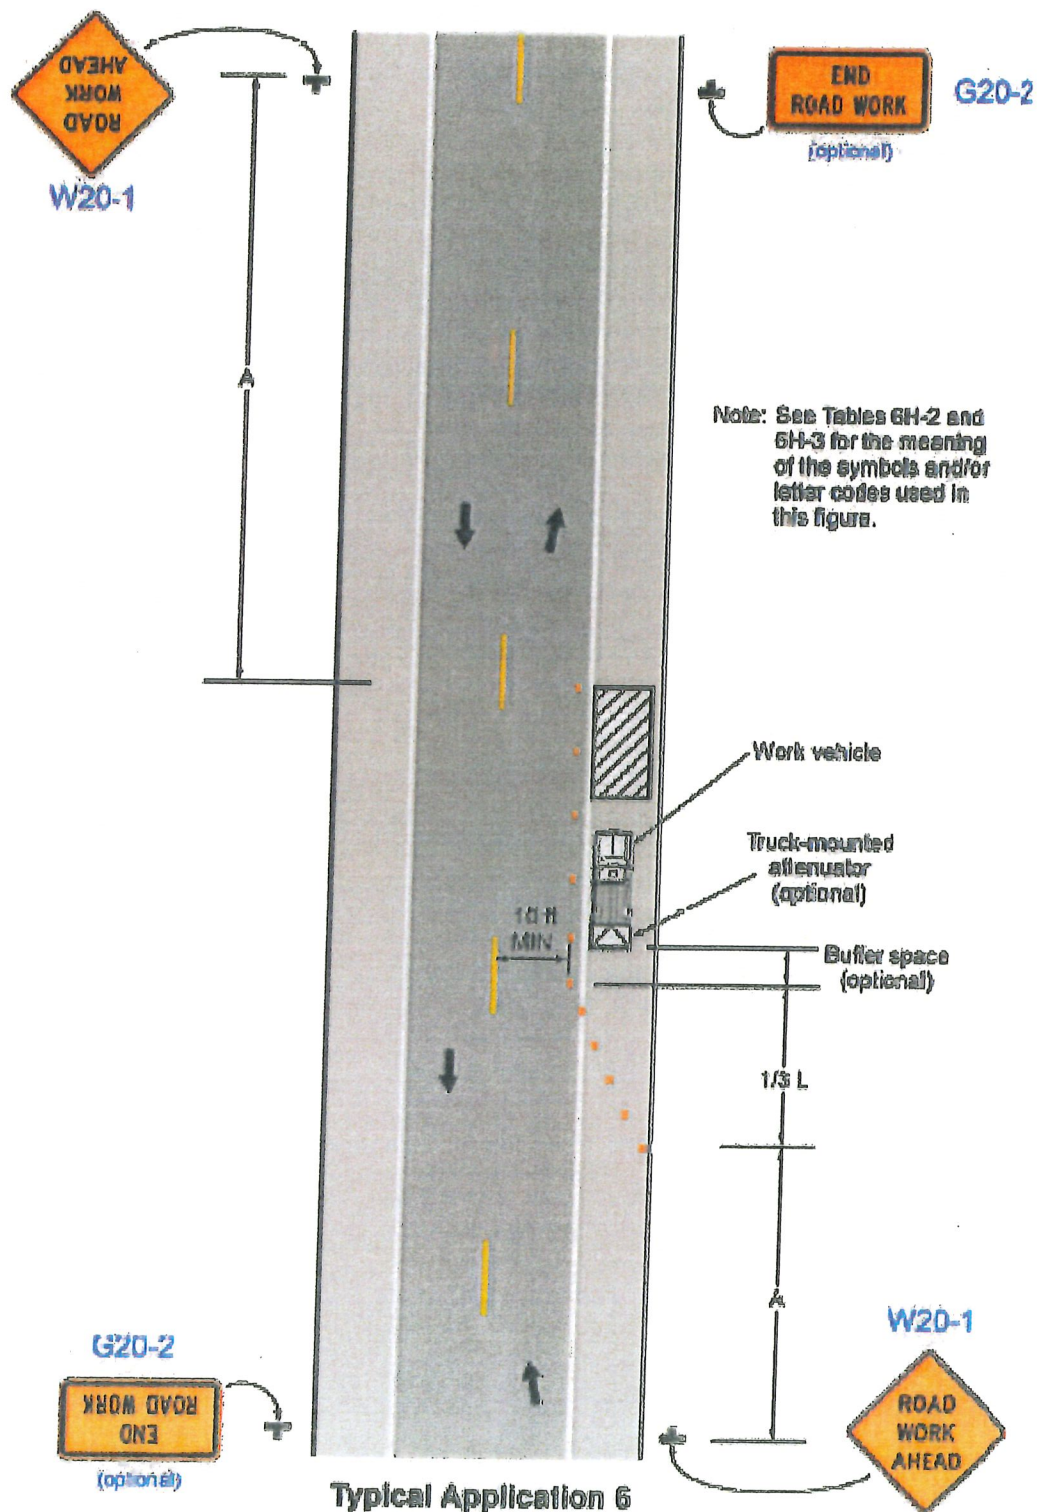 ROAD
WORK
AHEAD
W20-1
END
ROAD WORK
(optional)
G20-2
A
Note: See Tables 6H-2 and
6H-3 for the meaning
of the symbols and/or
letter codes used in
this figure.
Work vehicle
Truck-mounted
attenuator
(optional)
10 ft
MIN
Buffer space
(optional)
1/3 L
A
G20-2
END
ROAD WORK
(optional)
W20-1
ROAD
WORK
AHEAD
Typical Application 6